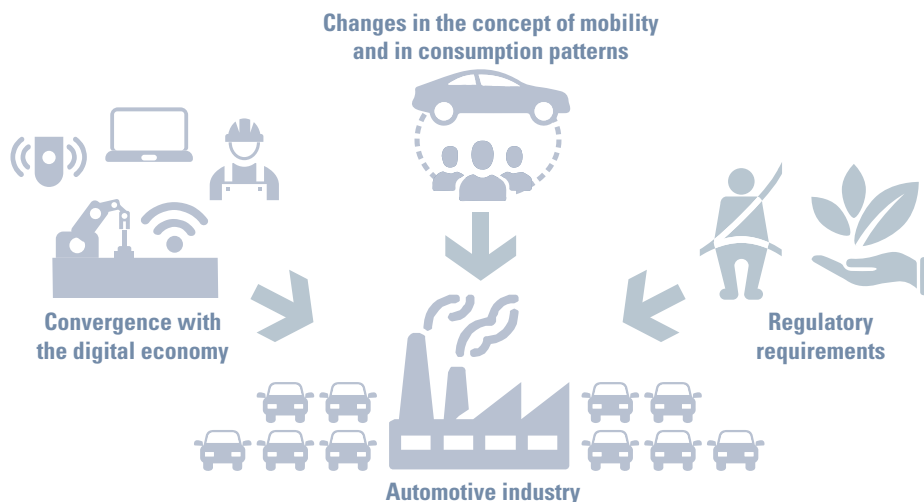 Changes in the concept of mobility
and in consumption patterns
Convergence with
the digital economy
Regulatory
requirements
Automotive industry